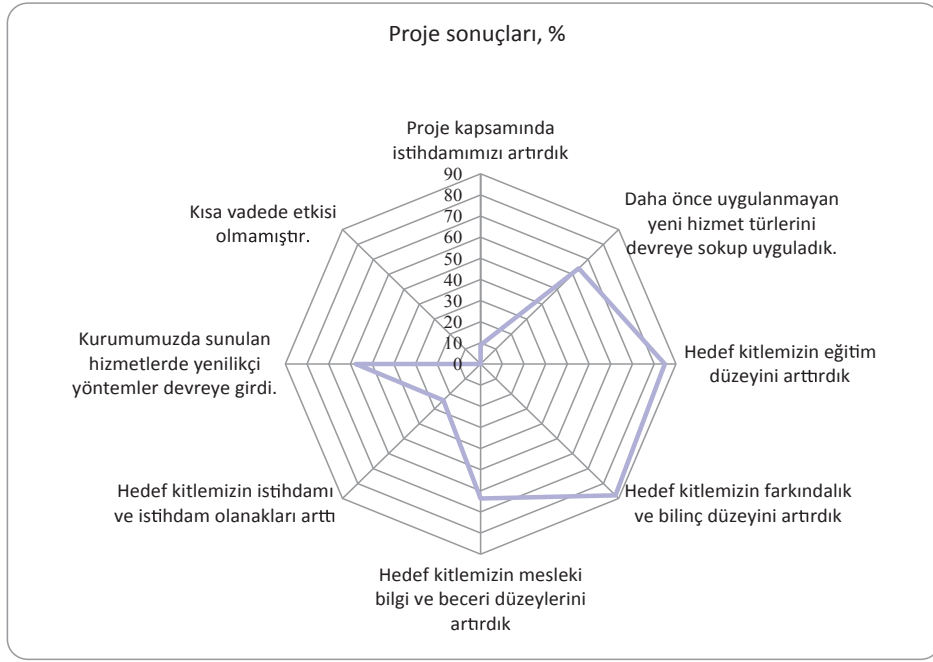 Proje sonuçları, %
Proje kapsamında
istihdamımızı artırdık
90
80
70
60
50
40
30
20
10
0
Daha önce uygulanmayan
yeni hizmet türlerini
devreye sokup uyguladık.
Hedef kitlemizin eğitim
düzeyini arttırdık
Hedef kitlemizin farkındalık
ve bilinç düzeyini artırdık
Hedef kitlemizin mesleki
bilgi ve beceri düzeylerini
artırdık
Hedef kitlemizin istihdamı
ve istihdam olanakları arttı
Kurumumuzda sunulan
hizmetlerde yenilikçi
yöntemler devreye girdi.
Kısa vadede etkisi
olmamıştır.